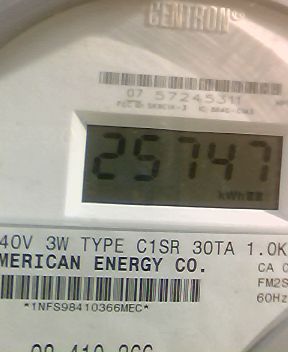 CENTRON®
07 57245311
25747
kWh
40V 3W TYPE C1SR 30TA 1.0K
MERICAN ENERGY CO.
CA 0
FM2S
60Hz
*1NFS98410366MEC*